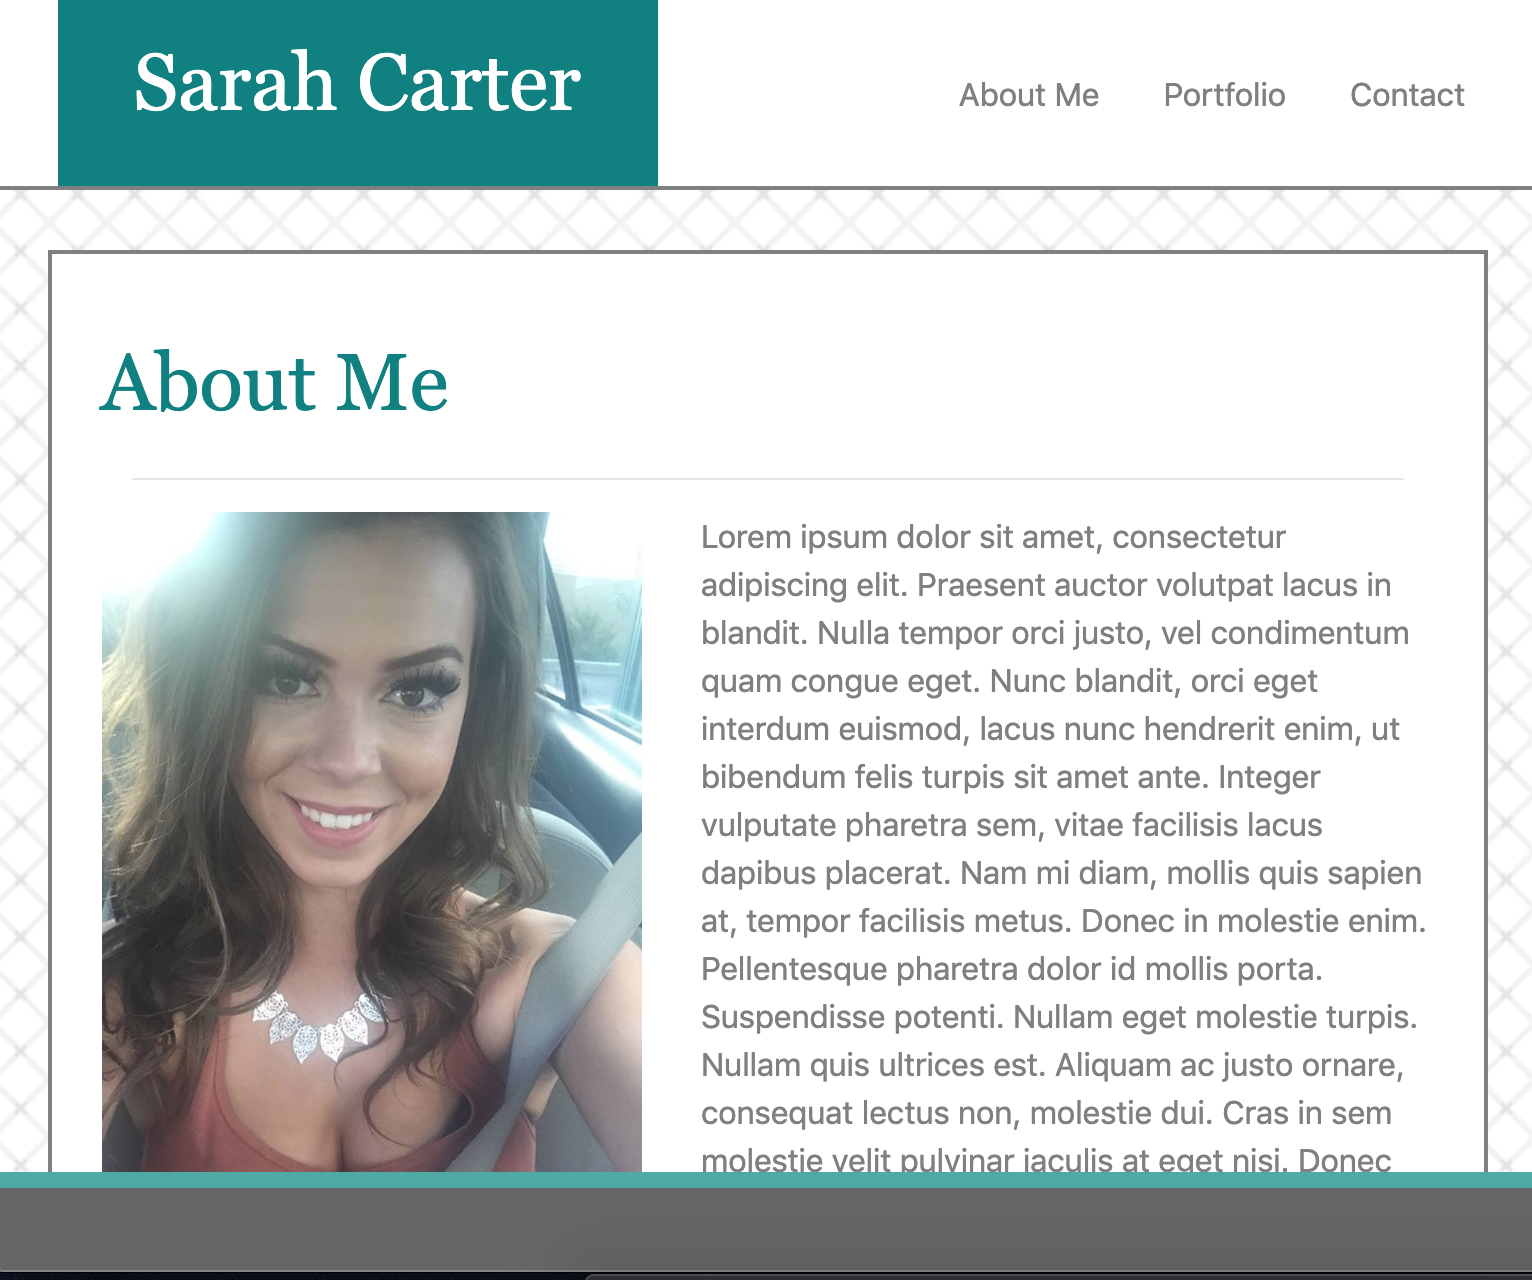 Sarah Carter
About Me
Portfolio
Contact
About Me
Lorem ipsum dolor sit amet, consectetur
adipiscing elit. Praesent auctor volutpat lacus in
blandit. Nulla tempor orci justo, vel condimentum
quam congue eget. Nunc blandit, orci eget
interdum euismod, lacus nunc hendrerit enim, ut
bibendum felis turpis sit amet ante. Integer
vulputate pharetra sem, vitae facilisis lacus
dapibus placerat. Nam mi diam, mollis quis sapien
at, tempor facilisis metus. Donec in molestie enim.
Pellentesque pharetra dolor id mollis porta.
Suspendisse potenti. Nullam eget molestie turpis.
Nullam quis ultrices est. Aliquam ac justo ornare,
consequat lectus non, molestie dui. Cras in sem
molestie velit pulvinar iaculis at eget nisi. Donec